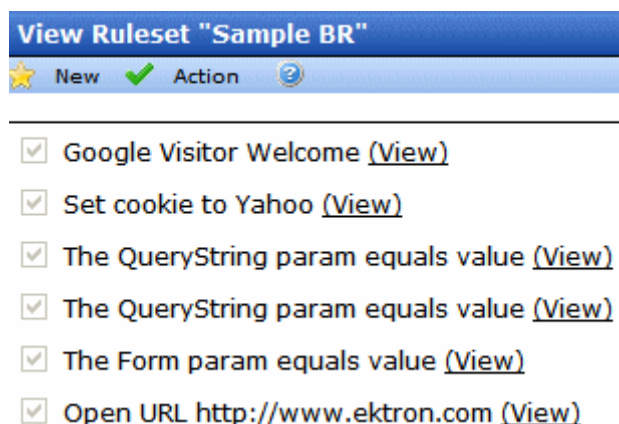 View Ruleset "Sample BR"
New Action ?
Google Visitor Welcome (View)
Set cookie to Yahoo (View)
The QueryString param equals value (View)
The QueryString param equals value (View)
The Form param equals value (View)
Open URL http://www.ektron.com (View)